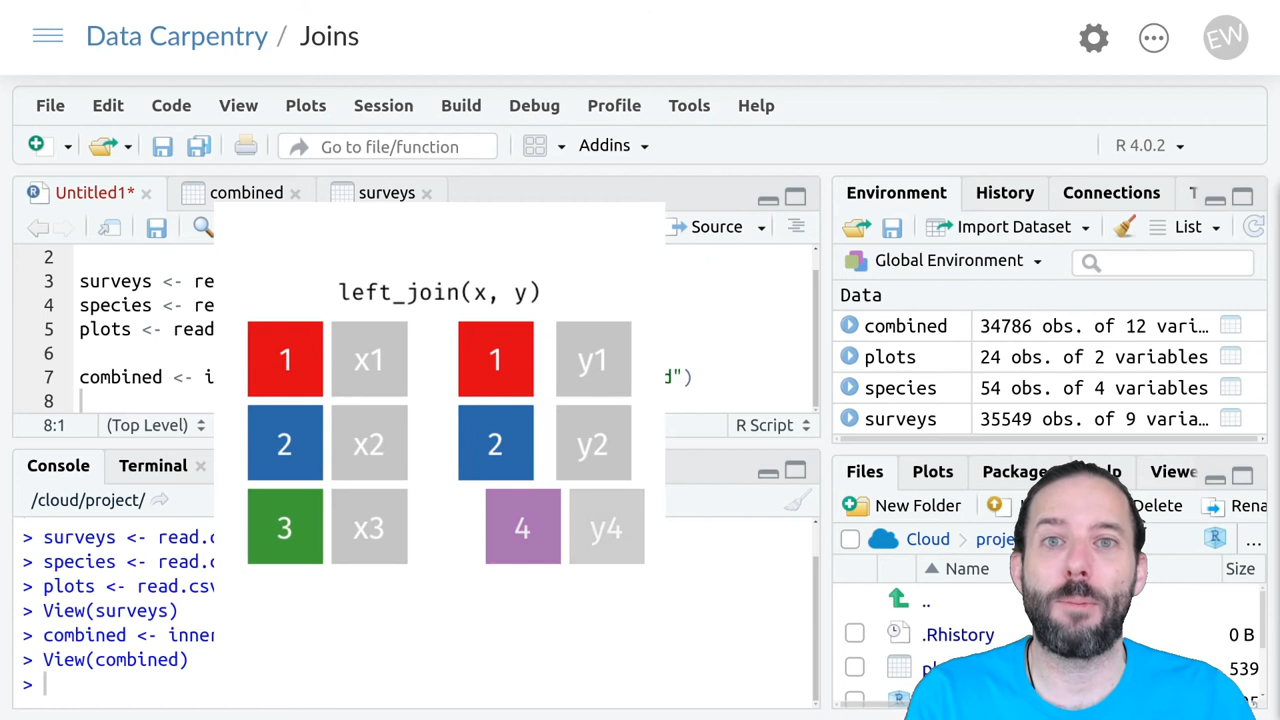 Data Carpentry / Joins
EW
File Edit Code View Plots Session Build Debug Tools Profile Help
Go to file/function
Addins
R 4.0.2
Untitled1*
combined
surveys
Source
2
3 surveys <- re
4 species <- re
5 plots <- read
6
7 combined <- i d")
8
8:1 (Top Level)
R Script
left_join(x, y)
1 x1 1 y1
2 x2 2 y2
3 x3 4 y4
Console Terminal
/cloud/project/
> surveys <- read.c
> species <- read.c
> plots <- read.csv
> View(surveys)
> combined <- inner
> View(combined)
>
Environment History Connections T
Import Dataset List
Global Environment
Data
combined 34786 obs. of 12 vari…
plots 24 obs. of 2 variables
species 54 obs. of 4 variables
surveys 35549 obs. of 9 varia…
Files Plots Package lp Viewe
New Folder Delete Rena
Cloud proje
Name Size
..
.Rhistory 0 B
539